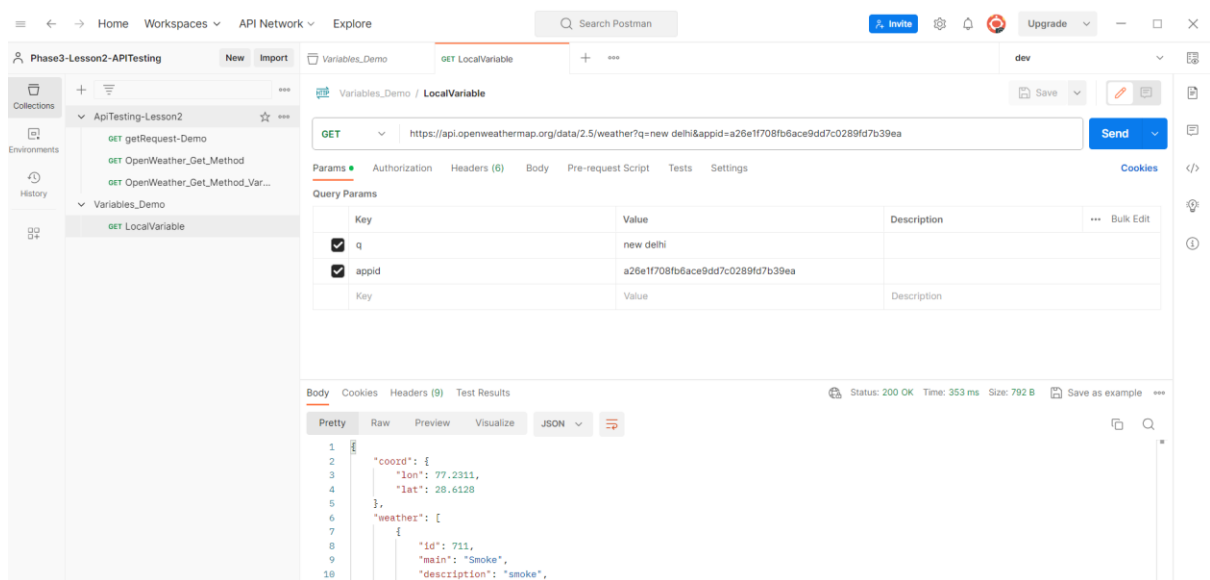 Home Workspaces API Network Explore Search Postman Invite Upgrade
Phase3-Lesson2-APITesting New Import Variables_Demo GET LocalVariable dev
Collections
Environments
History
ApiTesting-Lesson2
GET getRequest-Demo
GET OpenWeather_Get_Method
GET OpenWeather_Get_Method_Var...
Variables_Demo
GET LocalVariable
HTTP Variables_Demo / LocalVariable Save
GET https://api.openweathermap.org/data/2.5/weather?q=new delhi&appid=a26e1f708fb6ace9dd7c0289fd7b39ea Send
Params Authorization Headers (6) Body Pre-request Script Tests Settings Cookies
Query Params
Key Value Description Bulk Edit
q new delhi
appid a26e1f708fb6ace9dd7c0289fd7b39ea
Key Value Description
Body Cookies Headers (9) Test Results Status: 200 OK Time: 353 ms Size: 792 B Save as example
Pretty Raw Preview Visualize JSON
1 {
2 "coord": {
3 "lon": 77.2311,
4 "lat": 28.6128
5 },
6 "weather": [
7 {
8 "id": 711,
9 "main": "Smoke",
10 "description": "smoke",